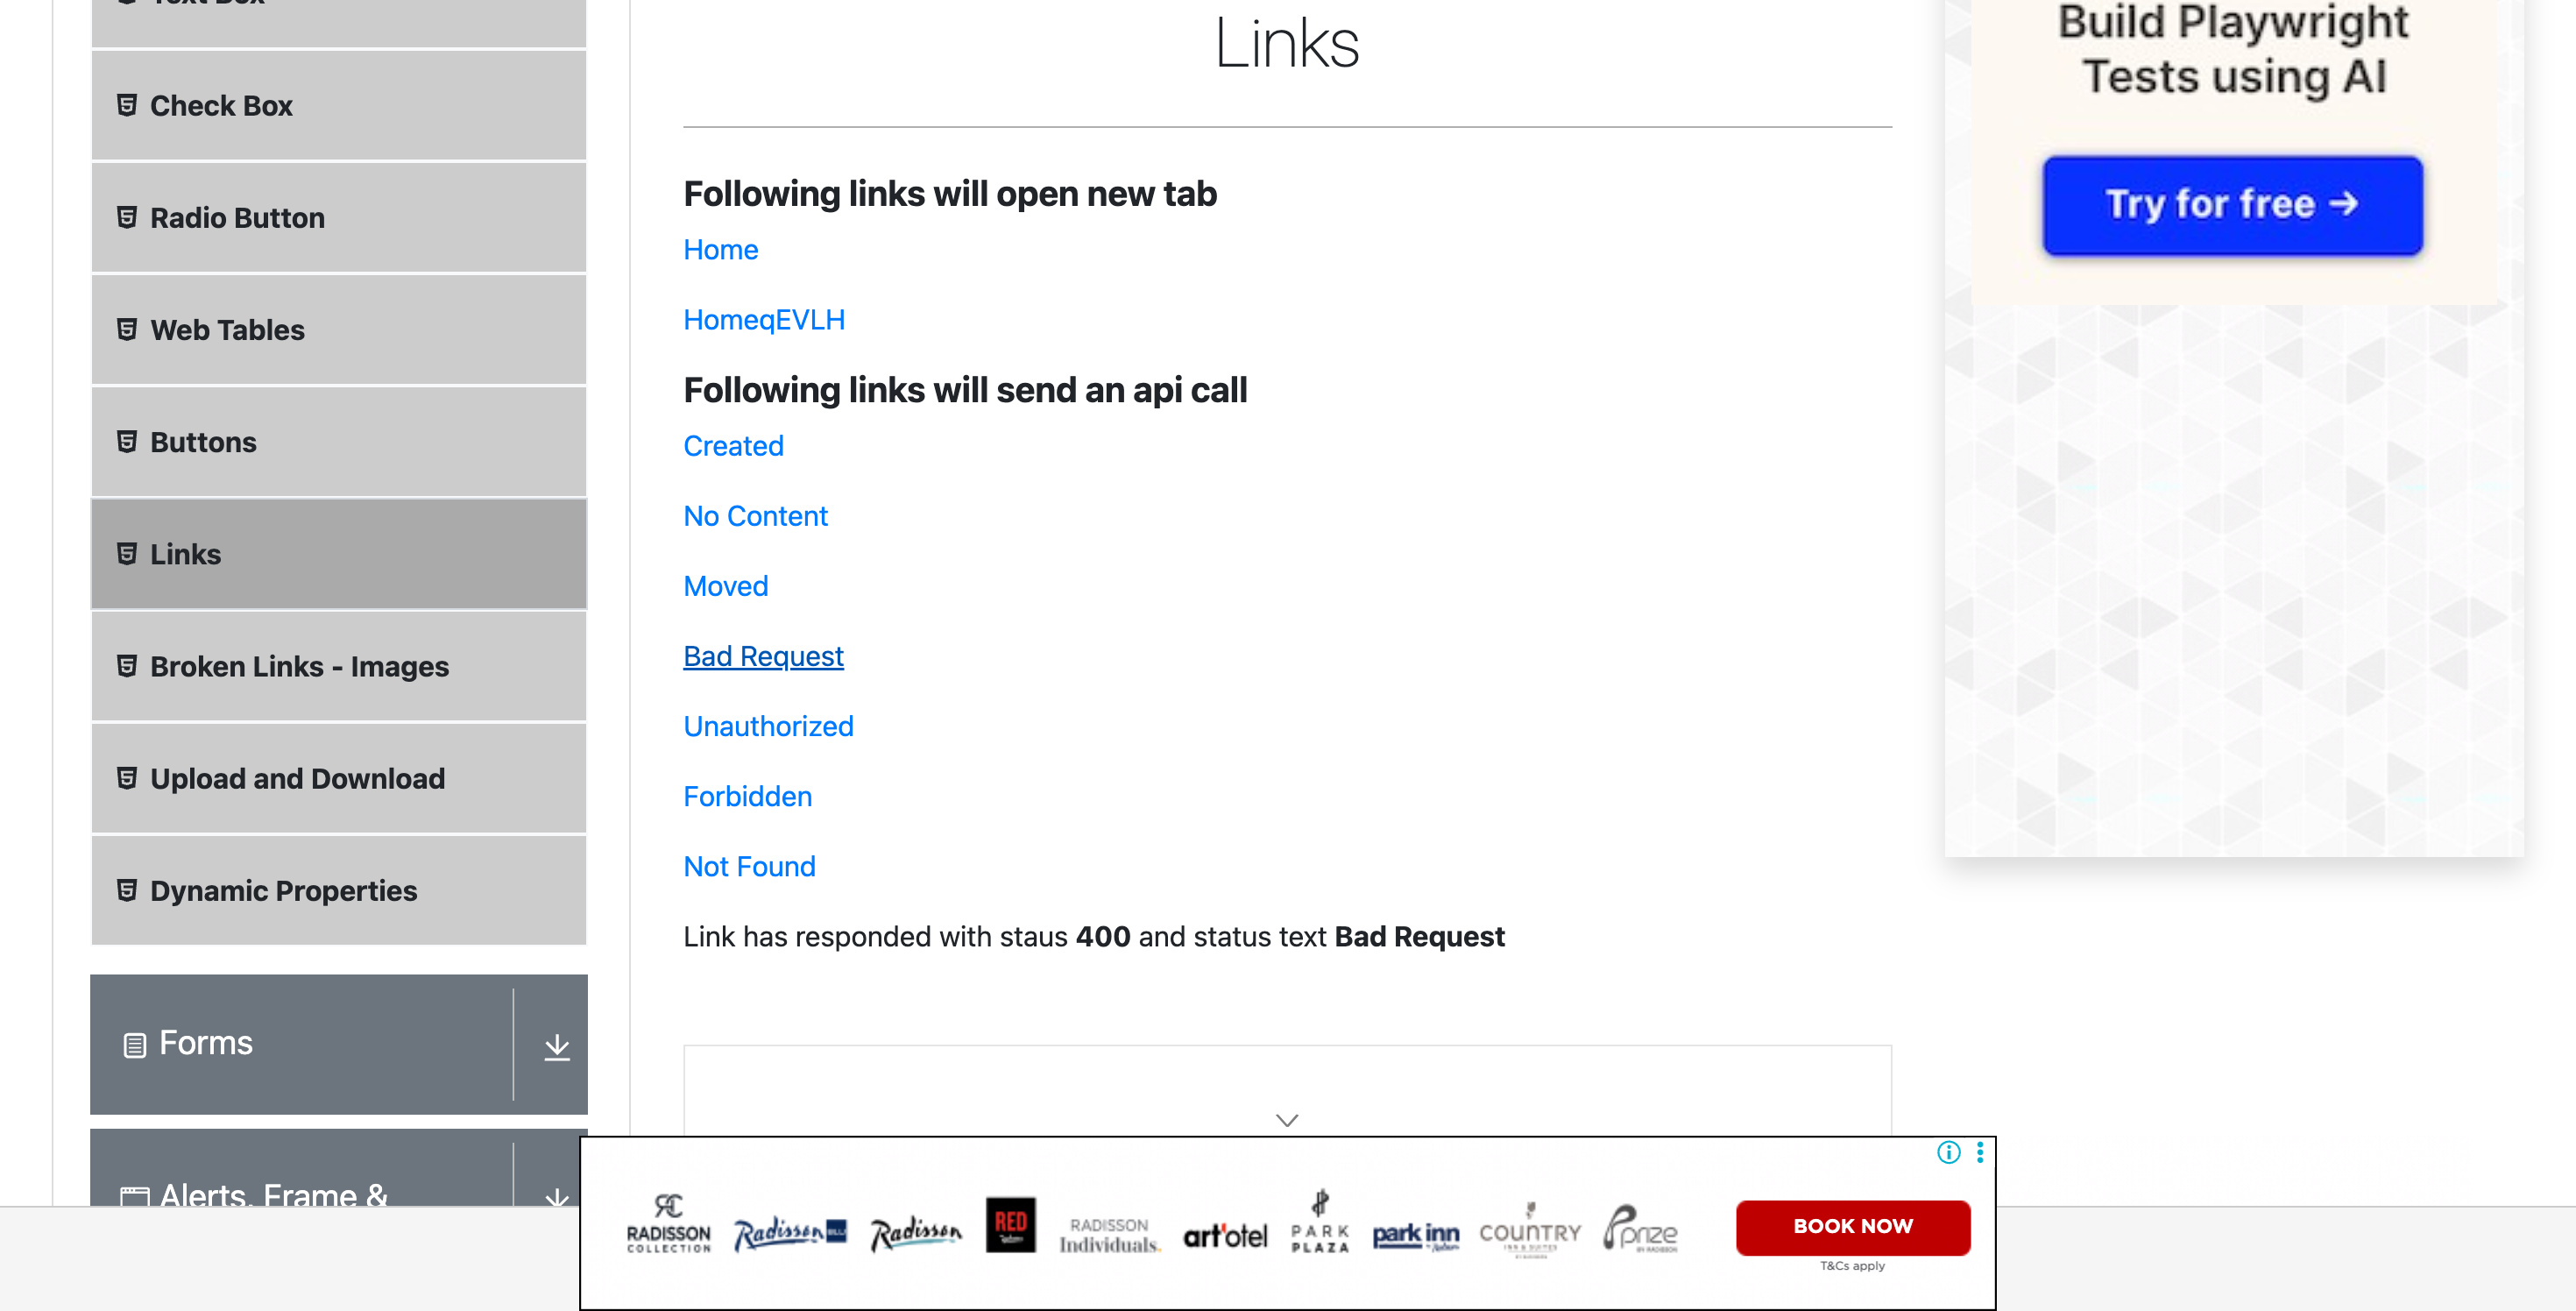 Text Box
Check Box
Radio Button
Web Tables
Buttons
Links
Broken Links - Images
Upload and Download
Dynamic Properties
Forms
Alerts, Frame &
Links
Following links will open new tab
Home
HomeqEVLH
Following links will send an api call
Created
No Content
Moved
Bad Request
Unauthorized
Forbidden
Not Found
Link has responded with staus 400 and status text Bad Request
Build Playwright
Tests using AI
Try for free →
RADISSON
COLLECTION
Radisson BLU
Radisson
RED
RADISSON
Individuals.
art'otel
PARK
PLAZA
park inn
COUNTRY
INN & SUITES
prize
BY RADISSON
BOOK NOW
T&Cs apply